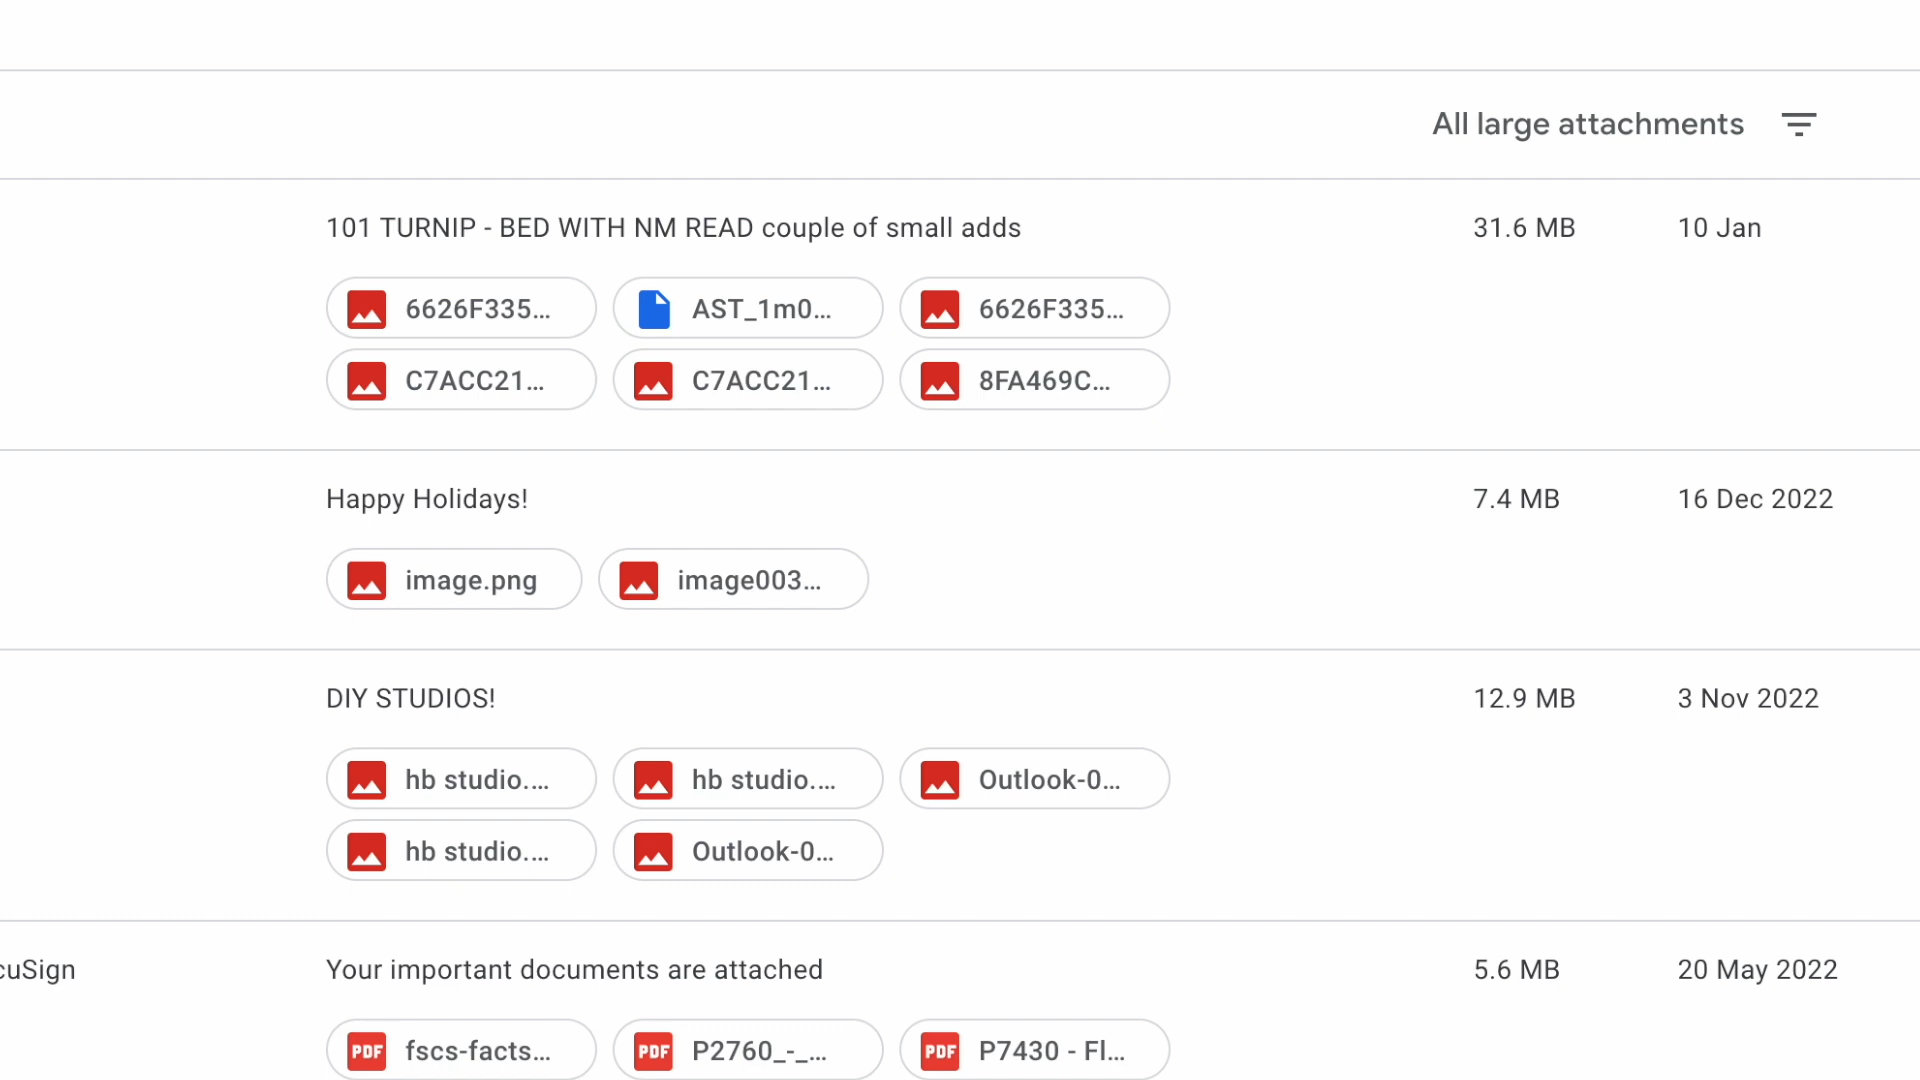 All large attachments
101 TURNIP - BED WITH NM READ couple of small adds 31.6 MB 10 Jan
6626F335... AST_1m0... 6626F335...
C7ACC21... C7ACC21... 8FA469C...
Happy Holidays! 7.4 MB 16 Dec 2022
image.png image003...
DIY STUDIOS! 12.9 MB 3 Nov 2022
hb studio.... hb studio.... Outlook-0...
hb studio.... Outlook-0...
cuSign Your important documents are attached 5.6 MB 20 May 2022
PDF fscs-facts... PDF P2760_-_... PDF P7430 - Fl...